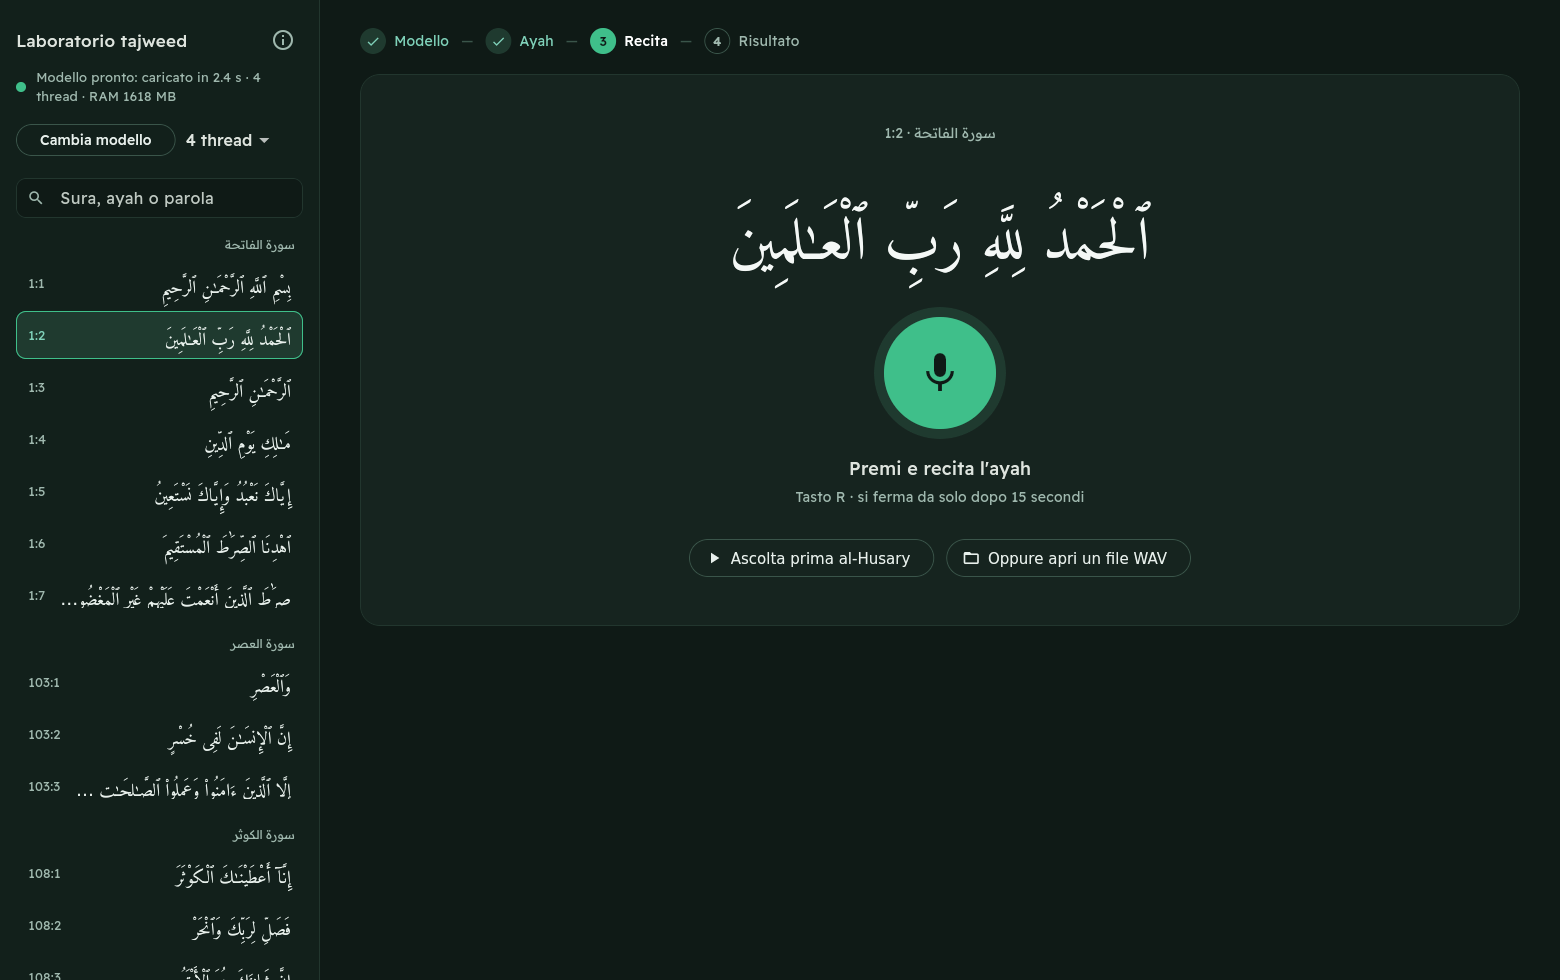 Laboratorio tajweed
Modello pronto: caricato in 2.4 s · 4
thread · RAM 1618 MB
Cambia modello
4 thread
Sura, ayah o parola
سورة الفاتحة
1:1 بِسْمِ ٱللَّهِ ٱلرَّحْمَـٰنِ ٱلرَّحِيمِ
1:2 ٱلْحَمْدُ لِلَّهِ رَبِّ ٱلْعَـٰلَمِينَ
1:3 ٱلرَّحْمَـٰنِ ٱلرَّحِيمِ
1:4 مَـٰلِكِ يَوْمِ ٱلدِّينِ
1:5 إِيَّاكَ نَعْبُدُ وَإِيَّاكَ نَسْتَعِينُ
1:6 ٱهْدِنَا ٱلصِّرَٰطَ ٱلْمُسْتَقِيمَ
1:7 صِرَٰطَ ٱلَّذِينَ أَنْعَمْتَ عَلَيْهِمْ غَيْرِ ٱلْمَغْضُو...
سورة العصر
103:1 وَٱلْعَصْرِ
103:2 إِنَّ ٱلْإِنسَـٰنَ لَفِى خُسْرٍ
103:3 إِلَّا ٱلَّذِينَ ءَامَنُوا۟ وَعَمِلُوا۟ ٱلصَّـٰلِحَـٰتِ ...
سورة الكوثر
108:1 إِنَّآ أَعْطَيْنَـٰكَ ٱلْكَوْثَرَ
108:2 فَصَلِّ لِرَبِّكَ وَٱنْحَرْ
108:3
Modello — Ayah — 3 Recita — 4 Risultato
سورة الفاتحة · 1:2
ٱلْحَمْدُ لِلَّهِ رَبِّ ٱلْعَـٰلَمِينَ
Premi e recita l'ayah
Tasto R · si ferma da solo dopo 15 secondi
Ascolta prima al-Husary
Oppure apri un file WAV